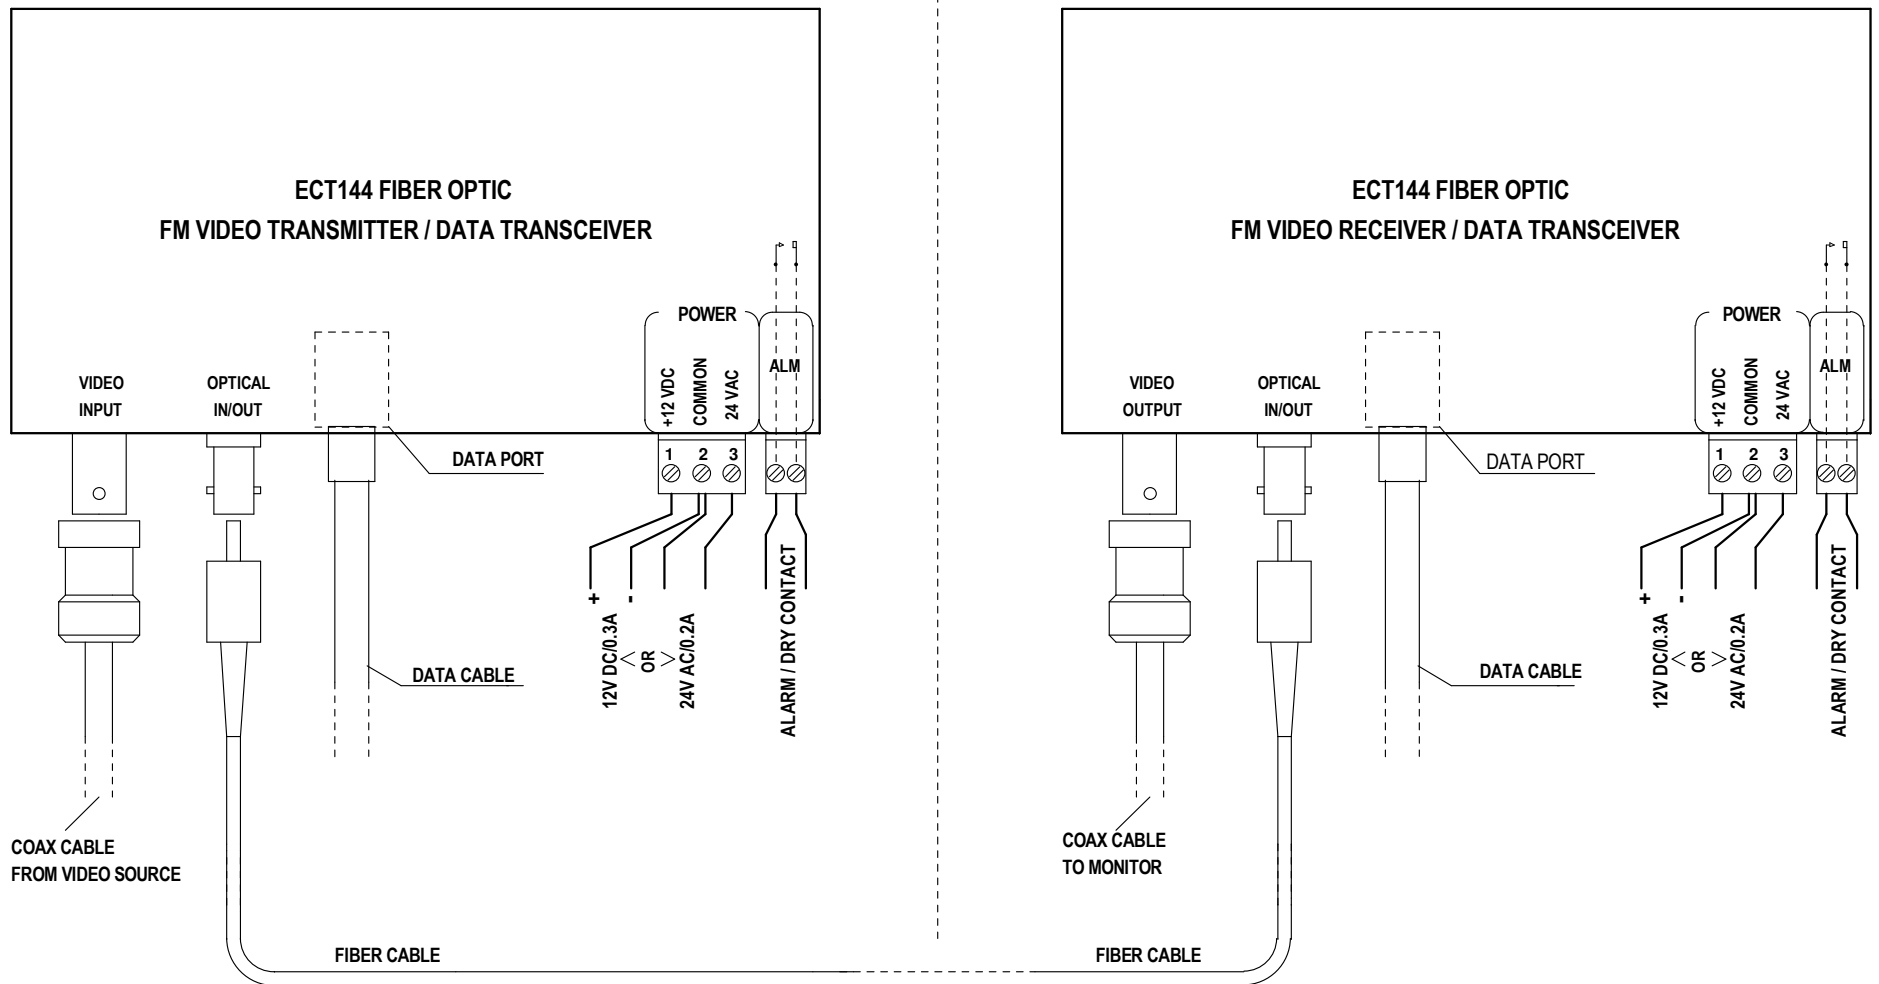 ECT144 FIBER OPTIC
FM VIDEO TRANSMITTER / DATA TRANSCEIVER
POWER
+12 VDC
COMMON
24 VAC
ALM
VIDEO
INPUT
OPTICAL
IN/OUT
1 2 3
DATA PORT
+ -
12V DC/0.3A
< OR >
24V AC/0.2A
ALARM / DRY CONTACT
DATA CABLE
COAX CABLE
FROM VIDEO SOURCE
FIBER CABLE
ECT144 FIBER OPTIC
FM VIDEO RECEIVER / DATA TRANSCEIVER
POWER
+12 VDC
COMMON
24 VAC
ALM
VIDEO
OUTPUT
OPTICAL
IN/OUT
1 2 3
DATA PORT
+ -
12V DC/0.3A
< OR >
24V AC/0.2A
ALARM / DRY CONTACT
DATA CABLE
COAX CABLE
TO MONITOR
FIBER CABLE